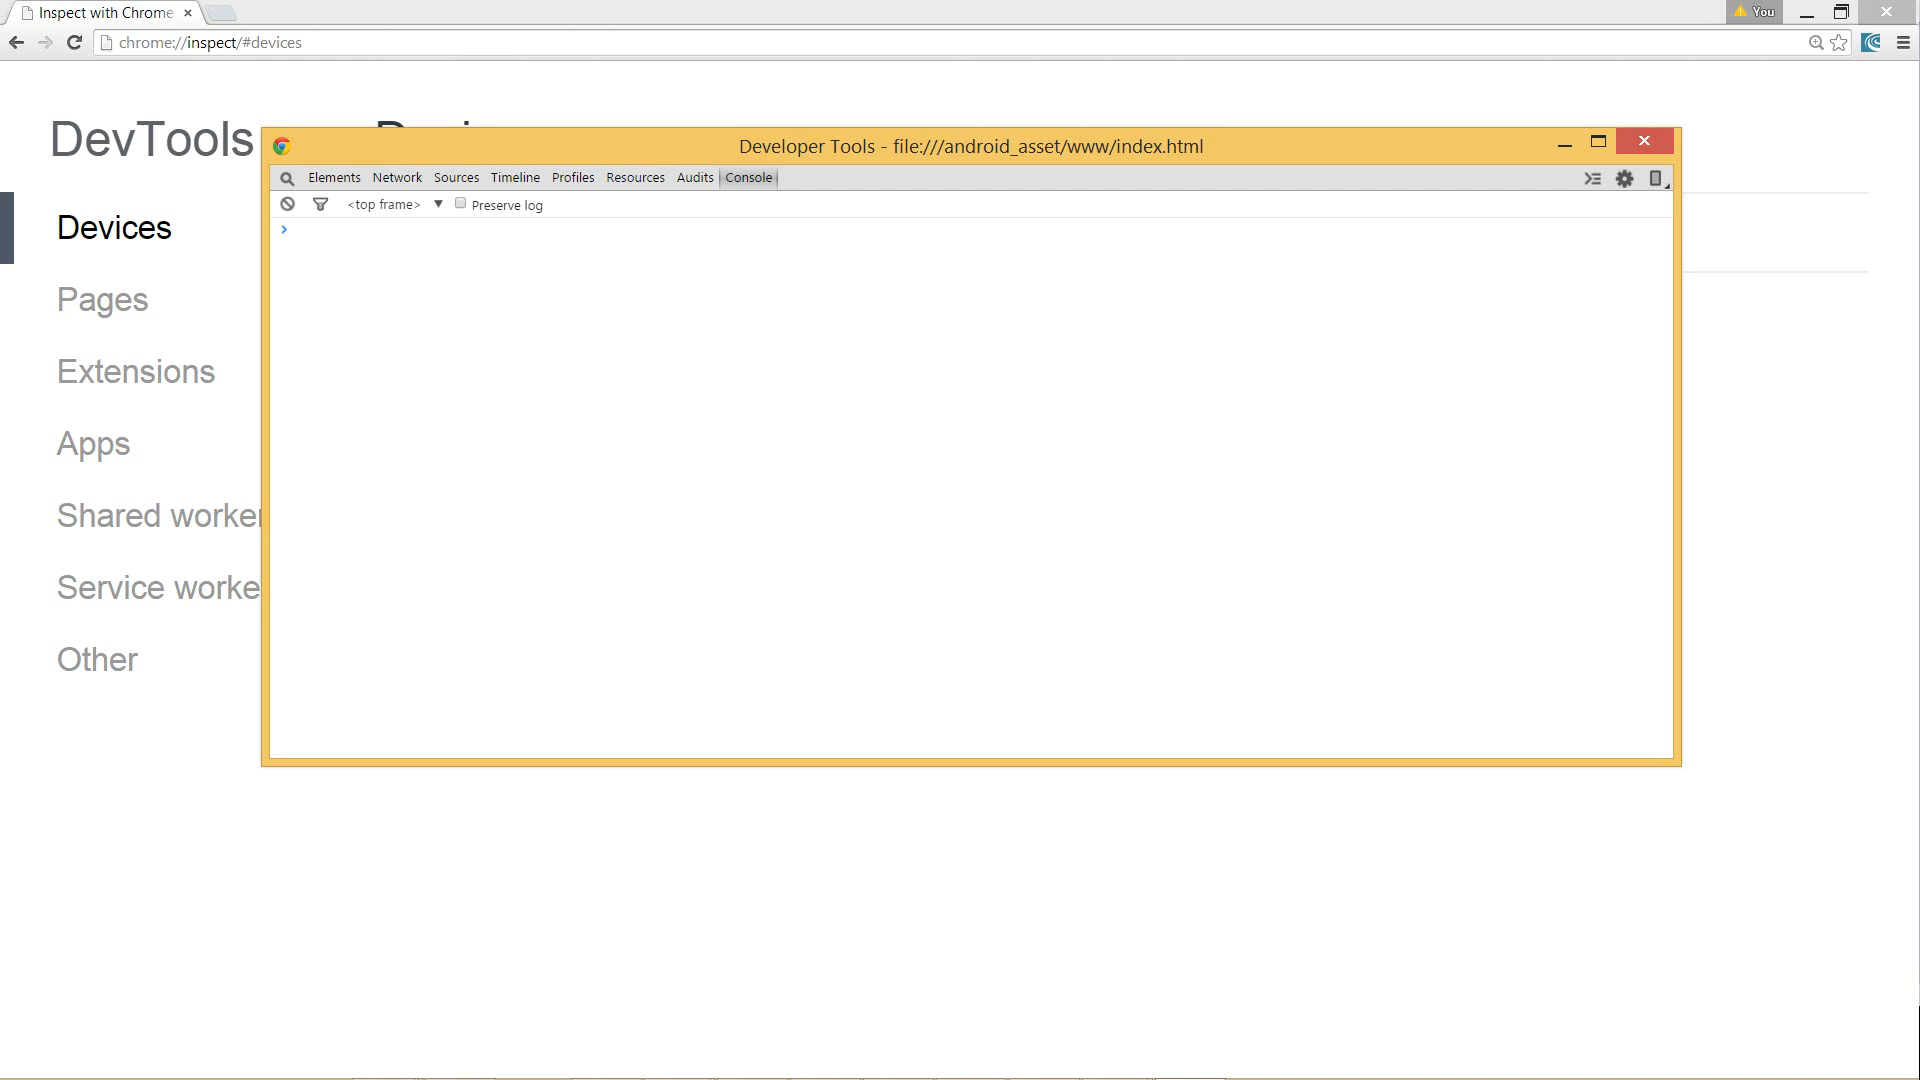 Inspect with Chrome
You
chrome://inspect/#devices
DevTools
Developer Tools - file:///android_asset/www/index.html
Elements Network Sources Timeline Profiles Resources Audits Console
<top frame> Preserve log
Devices
Pages
Extensions
Apps
Shared worker
Service worke
Other